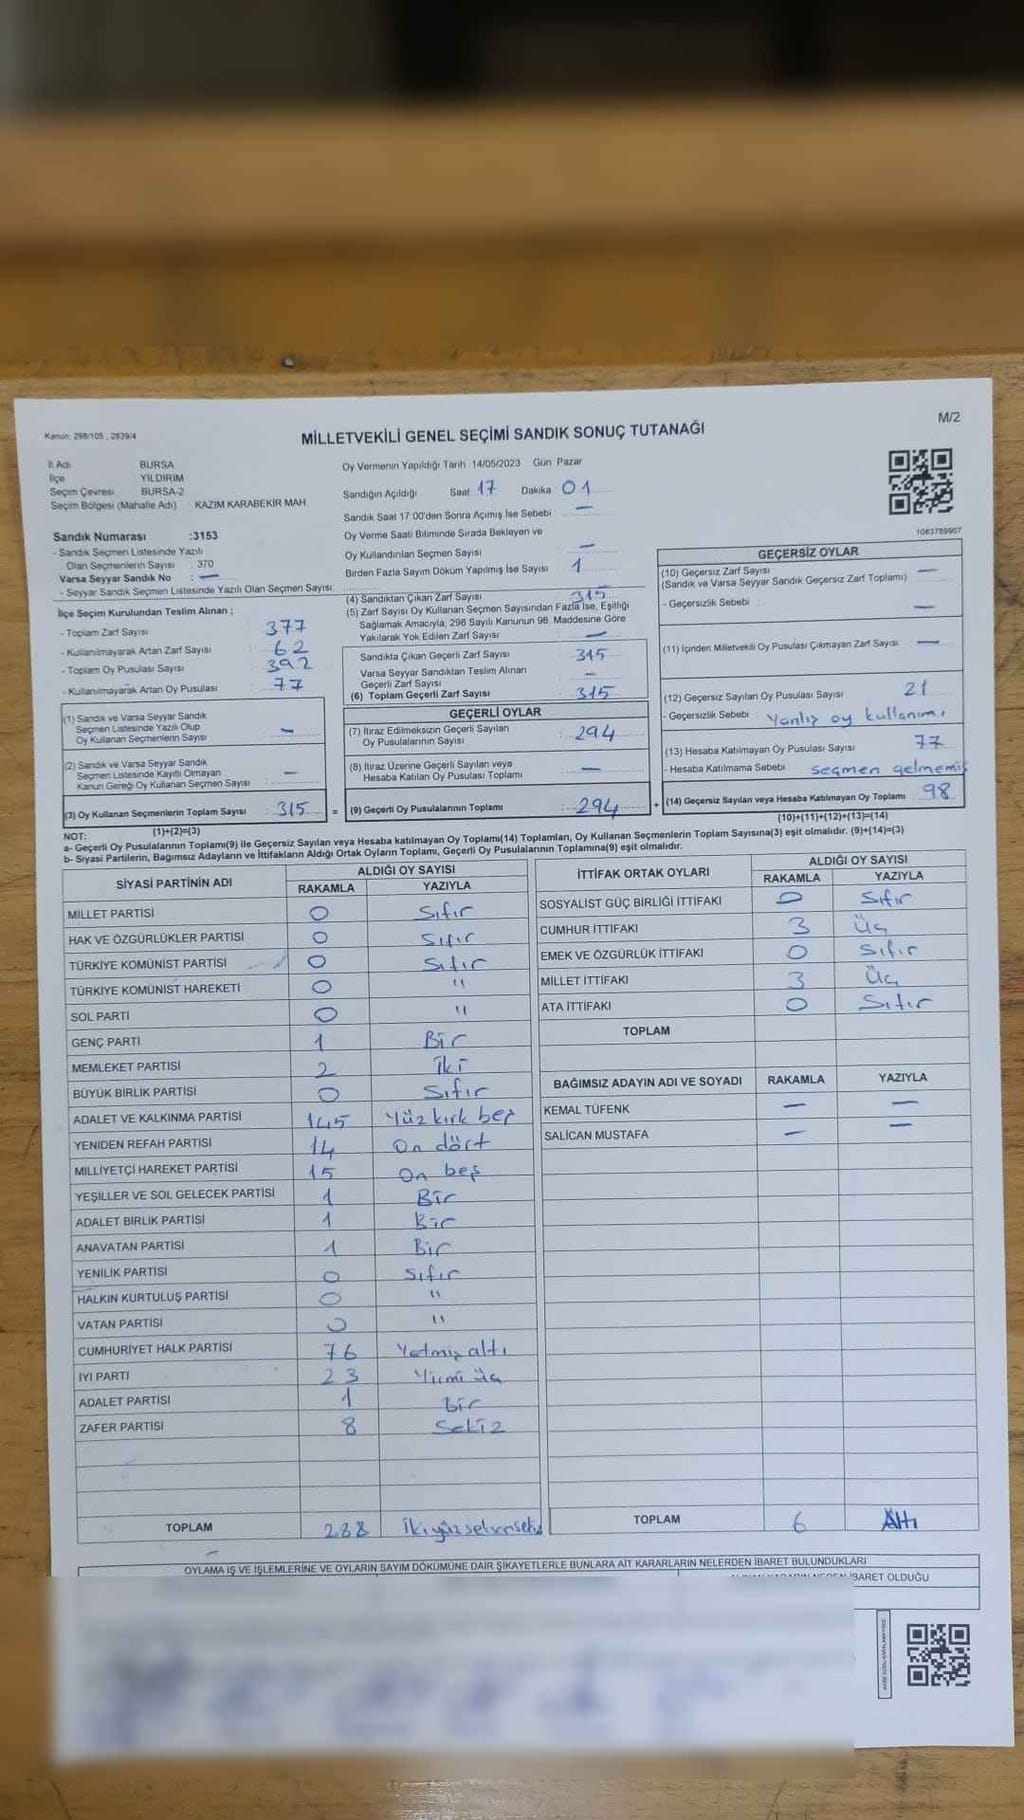 Kanun: 298/105 , 2839/4
M/2
MİLLETVEKİLİ GENEL SEÇİMİ SANDIK SONUÇ TUTANAĞI
İl Adı BURSA
İlçe YILDIRIM
Seçim Çevresi BURSA-2
Seçim Bölgesi (Mahalle Adı) KAZIM KARABEKİR MAH.
Oy Vermenin Yapıldığı Tarih :14/05/2023 Gün :Pazar
Sandığın Açıldığı Saat 17 Dakika 01
Sandık Saat 17:00'den Sonra Açımış İse Sebebi : —
Oy Verme Saati Bitiminde Sırada Bekleyen ve
Oy Kullandırılan Seçmen Sayısı —
Birden Fazla Sayım Döküm Yapılmış İse Sayısı 1
1063789907
Sandık Numarası :3153
- Sandık Seçmen Listesinde Yazılı
Olan Seçmenlerin Sayısı : 370
Varsa Seyyar Sandık No : —
- Seyyar Sandık Seçmen Listesinde Yazılı Olan Seçmen Sayısı:
İlçe Seçim Kurulundan Teslim Alınan ;
- Toplam Zarf Sayısı 377
- Kullanılmayarak Artan Zarf Sayısı 62
- Toplam Oy Pusulası Sayısı 392
- Kullanılmayarak Artan Oy Pusulası 77
(4) Sandıktan Çıkan Zarf Sayısı 315
(5) Zarf Sayısı Oy Kullanan Seçmen Sayısından Fazla İse, Eşitliği
Sağlamak Amacıyla; 298 Sayılı Kanunun 98. Maddesine Göre
Yakılarak Yok Edilen Zarf Sayısı —
Sandıkta Çıkan Geçerli Zarf Sayısı 315
Varsa Seyyar Sandıktan Teslim Alınan
Geçerli Zarf Sayısı —
(6) Toplam Geçerli Zarf Sayısı 315
GEÇERSİZ OYLAR
(10) Geçersiz Zarf Sayısı —
(Sandık ve Varsa Seyyar Sandık Geçersiz Zarf Toplamı)
- Geçersizlik Sebebi : —
(11) İçinden Milletvekili Oy Pusulası Çıkmayan Zarf Sayısı —
(12) Geçersiz Sayılan Oy Pusulası Sayısı 21
- Geçersizlik Sebebi : Yanlış oy kullanımı
(13) Hesaba Katılmayan Oy Pusulası Sayısı 77
- Hesaba Katılmama Sebebi : seçmen gelmemiş
(14) Geçersiz Sayılan veya Hesaba Katılmayan Oy Toplamı 98
(10)+(11)+(12)+(13)=(14)
(1) Sandık ve Varsa Seyyar Sandık
Seçmen Listesinde Yazılı Olup
Oy Kullanan Seçmenlerin Sayısı —
(2) Sandık ve Varsa Seyyar Sandık
Seçmen Listesinde Kayıtlı Olmayan
Kanun Gereği Oy Kullanan Seçmen Sayısı —
(3) Oy Kullanan Seçmenlerin Toplam Sayısı : 315 =
(1)+(2)=(3)
GEÇERLİ OYLAR
(7) İtiraz Edilmeksizin Geçerli Sayılan
Oy Pusulalarının Sayısı : 294
(8) İtiraz Üzerine Geçerli Sayılan veya
Hesaba Katılan Oy Pusulası Toplamı : —
(9) Geçerli Oy Pusulalarının Toplamı : 294 +
NOT:
a- Geçerli Oy Pusulalarının Toplamı(9) ile Geçersiz Sayılan veya Hesaba katılmayan Oy Toplamı(14) Toplamları, Oy Kullanan Seçmenlerin Toplam Sayısına(3) eşit olmalıdır. (9)+(14)=(3)
b- Siyasi Partilerin, Bağımsız Adayların ve İttifakların Aldığı Ortak Oyların Toplamı, Geçerli Oy Pusulalarının Toplamına(9) eşit olmalıdır.
SİYASİ PARTİNİN ADI ALDIĞI OY SAYISI
RAKAMLA YAZIYLA
MİLLET PARTİSİ 0 Sıfır
HAK VE ÖZGÜRLÜKLER PARTİSİ 0 Sıfır
TÜRKİYE KOMÜNİST PARTİSİ 0 Sıfır
TÜRKİYE KOMÜNİST HAREKETİ 0 "
SOL PARTİ 0 "
GENÇ PARTİ 1 Bir
MEMLEKET PARTİSİ 2 İki
BÜYÜK BİRLİK PARTİSİ 0 Sıfır
ADALET VE KALKINMA PARTİSİ 145 Yüz kırk beş
YENİDEN REFAH PARTİSİ 14 On dört
MİLLİYETÇİ HAREKET PARTİSİ 15 On beş
YEŞİLLER VE SOL GELECEK PARTİSİ 1 Bir
ADALET BİRLİK PARTİSİ 1 Bir
ANAVATAN PARTİSİ 1 Bir
YENİLİK PARTİSİ 0 Sıfır
HALKIN KURTULUŞ PARTİSİ 0 "
VATAN PARTİSİ 0 "
CUMHURİYET HALK PARTİSİ 76 Yetmiş altı
İYİ PARTİ 23 Yirmi üç
ADALET PARTİSİ 1 Bir
ZAFER PARTİSİ 8 Sekiz
TOPLAM 288 İkiyüz seksensekiz
İTTİFAK ORTAK OYLARI ALDIĞI OY SAYISI
RAKAMLA YAZIYLA
SOSYALİST GÜÇ BİRLİĞİ İTTİFAKI 0 Sıfır
CUMHUR İTTİFAKI 3 Üç
EMEK VE ÖZGÜRLÜK İTTİFAKI 0 Sıfır
MİLLET İTTİFAKI 3 Üç
ATA İTTİFAKI 0 Sıfır
TOPLAM
BAĞIMSIZ ADAYIN ADI VE SOYADI RAKAMLA YAZIYLA
KEMAL TÜFENK — —
SALİCAN MUSTAFA — —
TOPLAM 6 Altı
OYLAMA İŞ VE İŞLEMLERİNE VE OYLARIN SAYIM DÖKÜMÜNE DAİR ŞİKAYETLERLE BUNLARA AİT KARARLARIN NELERDEN İBARET BULUNDUKLARI
İBARET OLDUĞU